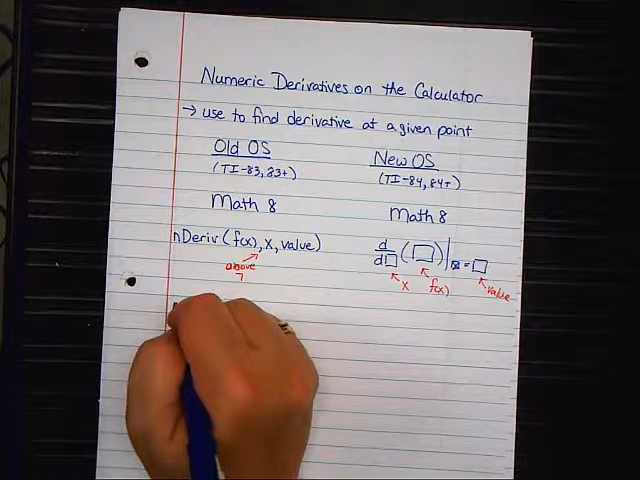 Numeric Derivatives on the Calculator
→ use to find derivative at a given point
Old OS
(TI-83, 83+)
Math 8
nDeriv(f(x), x, value)
above
7
New OS
(TI-84, 84+)
Math 8
d/d□ (□)|⊠=□
x
f(x)
value